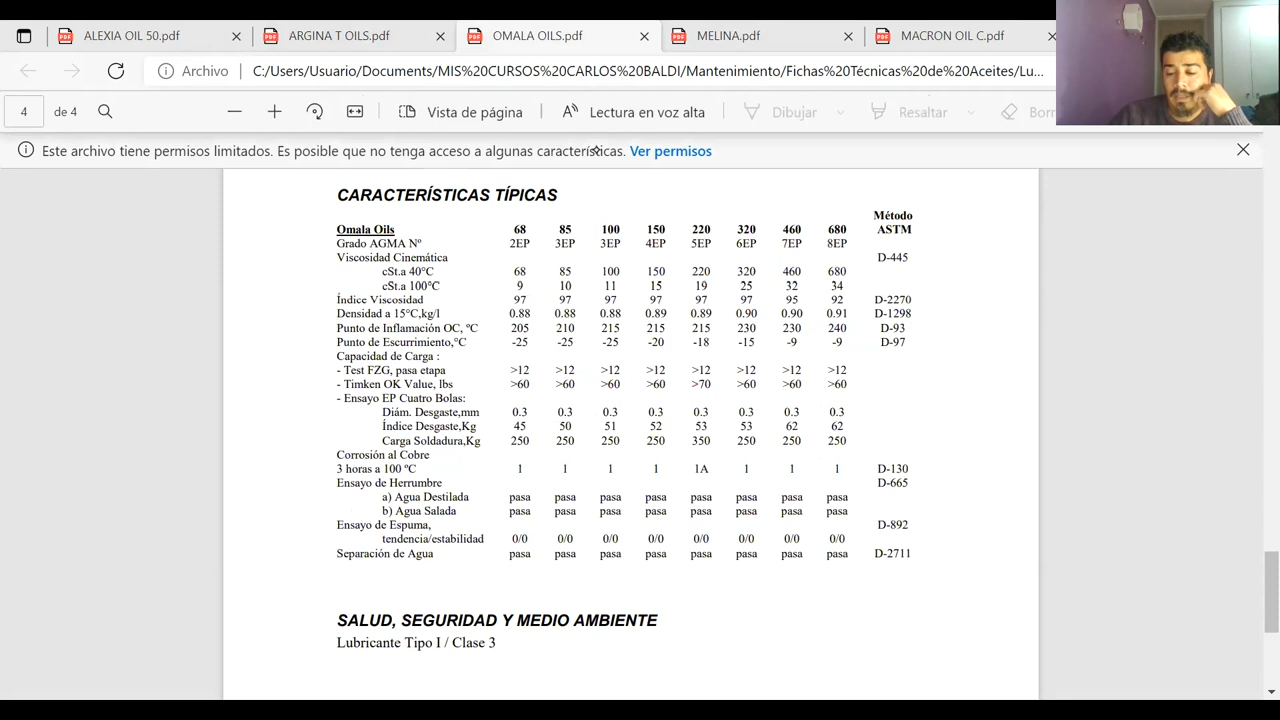 ALEXIA OIL 50.pdf
ARGINA T OILS.pdf
OMALA OILS.pdf
MELINA.pdf
MACRON OIL C.pdf
Archivo C:/Users/Usuario/Documents/MIS%20CURSOS%20CARLOS%20BALDI/Mantenimiento/Fichas%20Técnicas%20de%20Aceites/Lu...
4 de 4 Vista de página Lectura en voz alta Dibujar Resaltar Borr
Este archivo tiene permisos limitados. Es posible que no tenga acceso a algunas características. Ver permisos
CARACTERÍSTICAS TÍPICAS
Método
Omala Oils 68 85 100 150 220 320 460 680 ASTM
Grado AGMA Nº 2EP 3EP 3EP 4EP 5EP 6EP 7EP 8EP
Viscosidad Cinemática D-445
cSt.a 40°C 68 85 100 150 220 320 460 680
cSt.a 100°C 9 10 11 15 19 25 32 34
Índice Viscosidad 97 97 97 97 97 97 95 92 D-2270
Densidad a 15°C,kg/l 0.88 0.88 0.88 0.89 0.89 0.90 0.90 0.91 D-1298
Punto de Inflamación OC, ºC 205 210 215 215 215 230 230 240 D-93
Punto de Escurrimiento,°C -25 -25 -25 -20 -18 -15 -9 -9 D-97
Capacidad de Carga :
- Test FZG, pasa etapa >12 >12 >12 >12 >12 >12 >12 >12
- Timken OK Value, lbs >60 >60 >60 >60 >70 >60 >60 >60
- Ensayo EP Cuatro Bolas:
Diám. Desgaste,mm 0.3 0.3 0.3 0.3 0.3 0.3 0.3 0.3
Índice Desgaste,Kg 45 50 51 52 53 53 62 62
Carga Soldadura,Kg 250 250 250 250 350 250 250 250
Corrosión al Cobre
3 horas a 100 ºC 1 1 1 1 1A 1 1 1 D-130
Ensayo de Herrumbre D-665
a) Agua Destilada pasa pasa pasa pasa pasa pasa pasa pasa
b) Agua Salada pasa pasa pasa pasa pasa pasa pasa pasa
Ensayo de Espuma, D-892
tendencia/estabilidad 0/0 0/0 0/0 0/0 0/0 0/0 0/0 0/0
Separación de Agua pasa pasa pasa pasa pasa pasa pasa pasa D-2711
SALUD, SEGURIDAD Y MEDIO AMBIENTE
Lubricante Tipo I / Clase 3